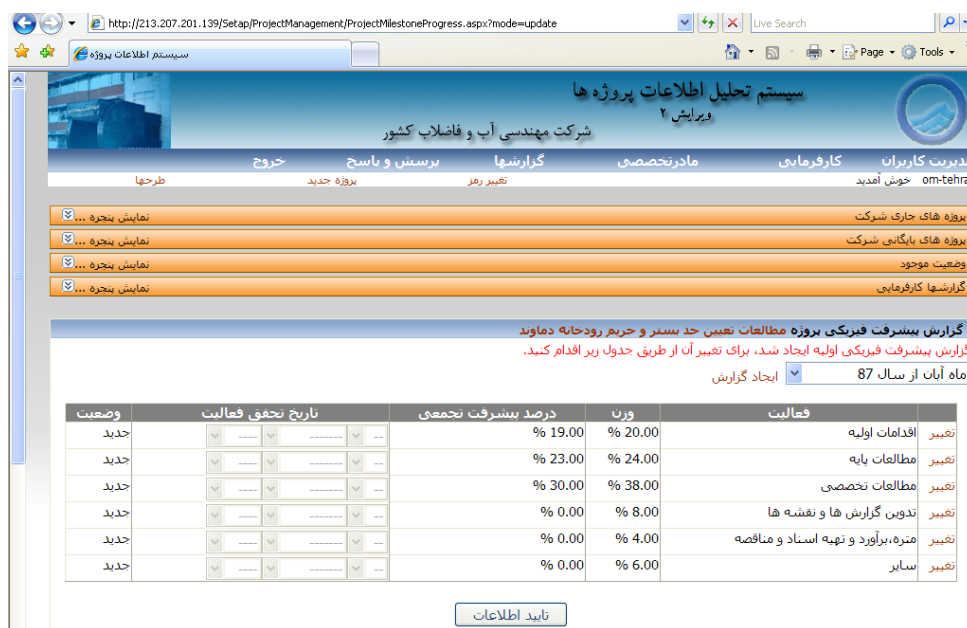 http://213.207.201.139/Setap/ProjectManagement/ProjectMilestoneProgress.aspx?mode=update
Live Search
سیستم اطلاعات پروژه
Page
Tools
سیستم تحلیل اطلاعات پروژه ها
ویرایش ۲
شرکت مهندسی آب و فاضلاب کشور
دیریت کاربران کارفرمایی مادرتخصصی گزارشها پرسش و پاسخ خروج
om-tehra خوش آمدید تغییر رمز پروژه جدید طرحها
پروژه های جاری شرکت نمایش پنجره ...
پروژه های بایگانی شرکت نمایش پنجره ...
وضعیت موجود نمایش پنجره ...
گزارشها کارفرمایی نمایش پنجره ...
گزارش پیشرفت فیزیکی پروژه مطالعات تعیین حد بستر و حریم رودخانه دماوند
گزارش پیشرفت فیزیکی اولیه ایجاد شد، برای تغییر آن از طریق جدول زیر اقدام کنید.
ماه آبان از سال 87 ایجاد گزارش
فعالیت وزن درصد پیشرفت تجمعی تاریخ تحقق فعالیت وضعیت
تغییر اقدامات اولیه % 20.00 % 19.00 -- ------- ---- جدید
تغییر مطالعات پایه % 24.00 % 23.00 -- ------- ---- جدید
تغییر مطالعات تخصصی % 38.00 % 30.00 -- ------- ---- جدید
تغییر تدوین گزارش ها و نقشه ها % 8.00 % 0.00 -- ------- ---- جدید
تغییر متره،برآورد و تهیه اسناد و مناقصه % 4.00 % 0.00 -- ------- ---- جدید
تغییر سایر % 6.00 % 0.00 -- ------- ---- جدید
تایید اطلاعات